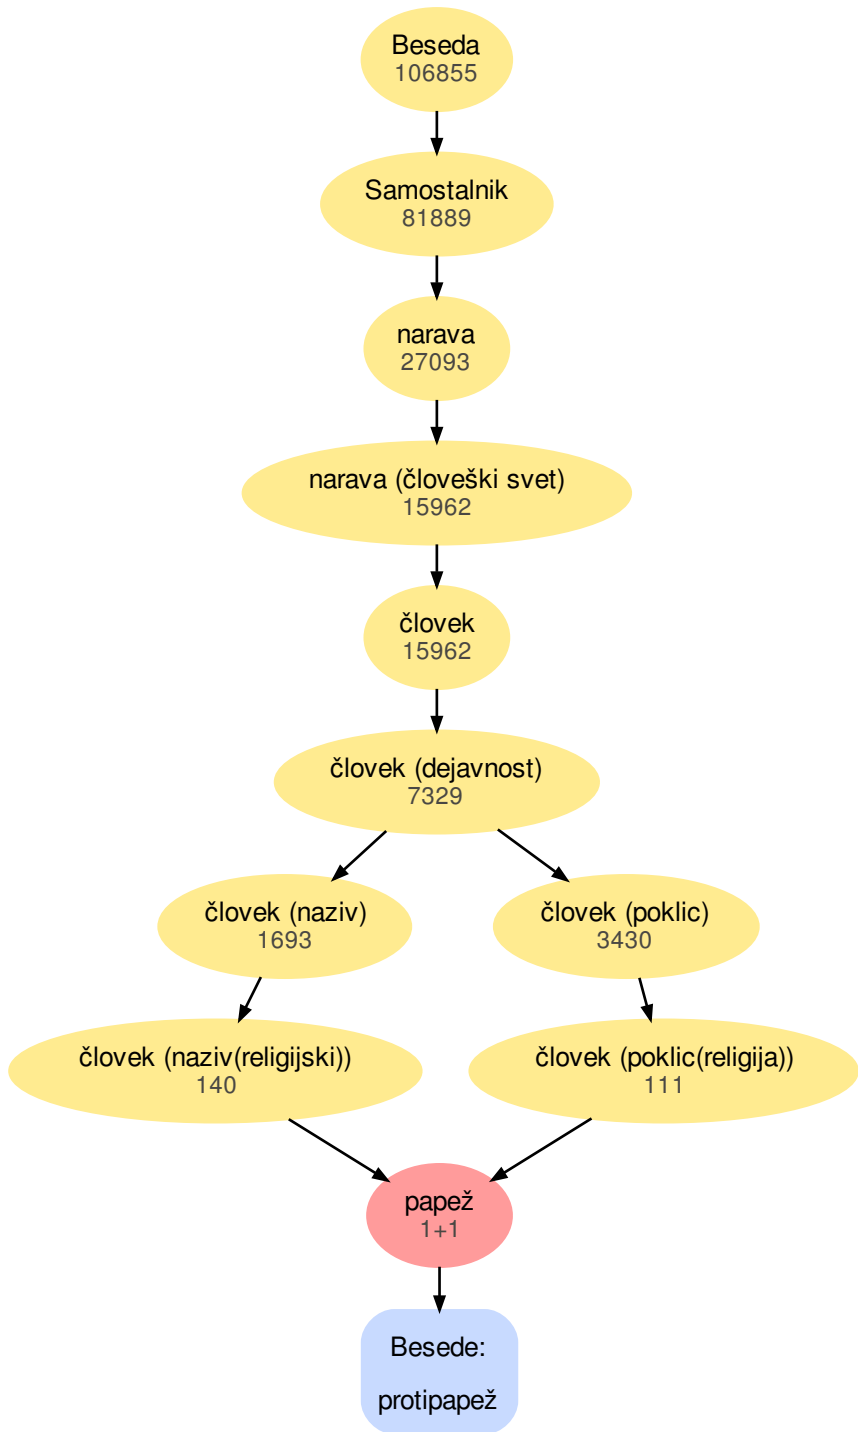 Beseda
106855
Samostalnik
81889
narava
27093
narava (človeški svet)
15962
človek
15962
človek (dejavnost)
7329
človek (naziv)
1693
človek (poklic)
3430
človek (naziv(religijski))
140
človek (poklic(religija))
111
papež
1+1
Besede:
protipapež